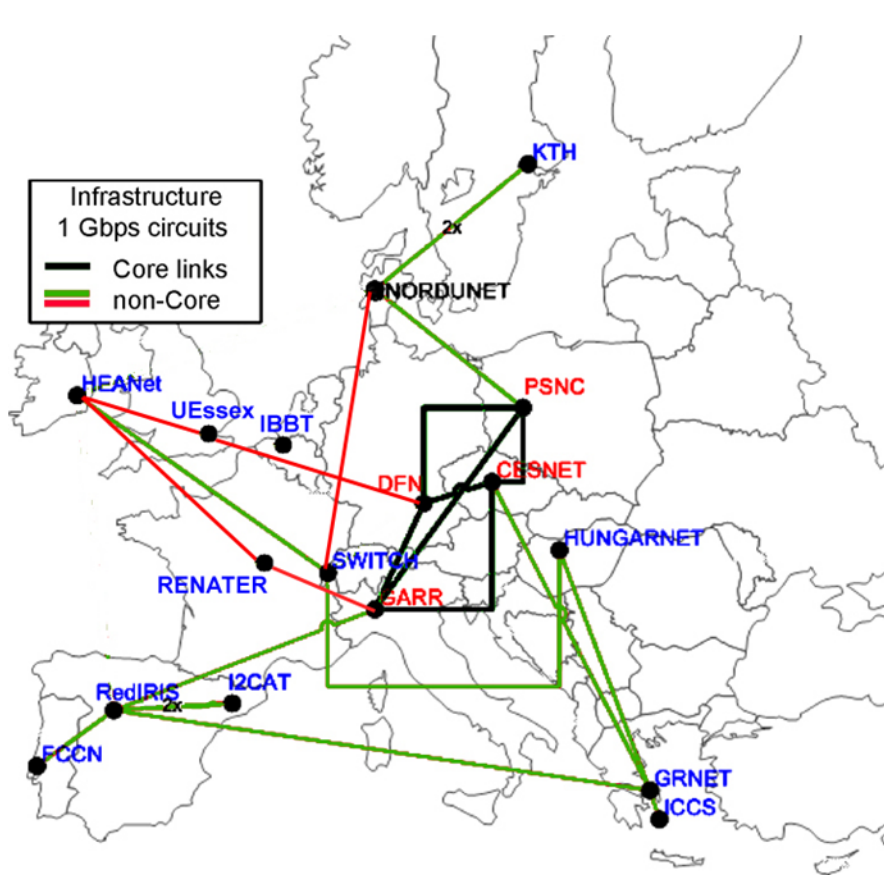 KTH
Infrastructure
1 Gbps circuits
Core links
non-Core
2x
NORDUNET
HEANet
PSNC
UEssex
IBBT
DFN
CESNET
HUNGARNET
SWITCH
RENATER
GARR
I2CAT
RedIRIS
2x
FCCN
GRNET
ICCS